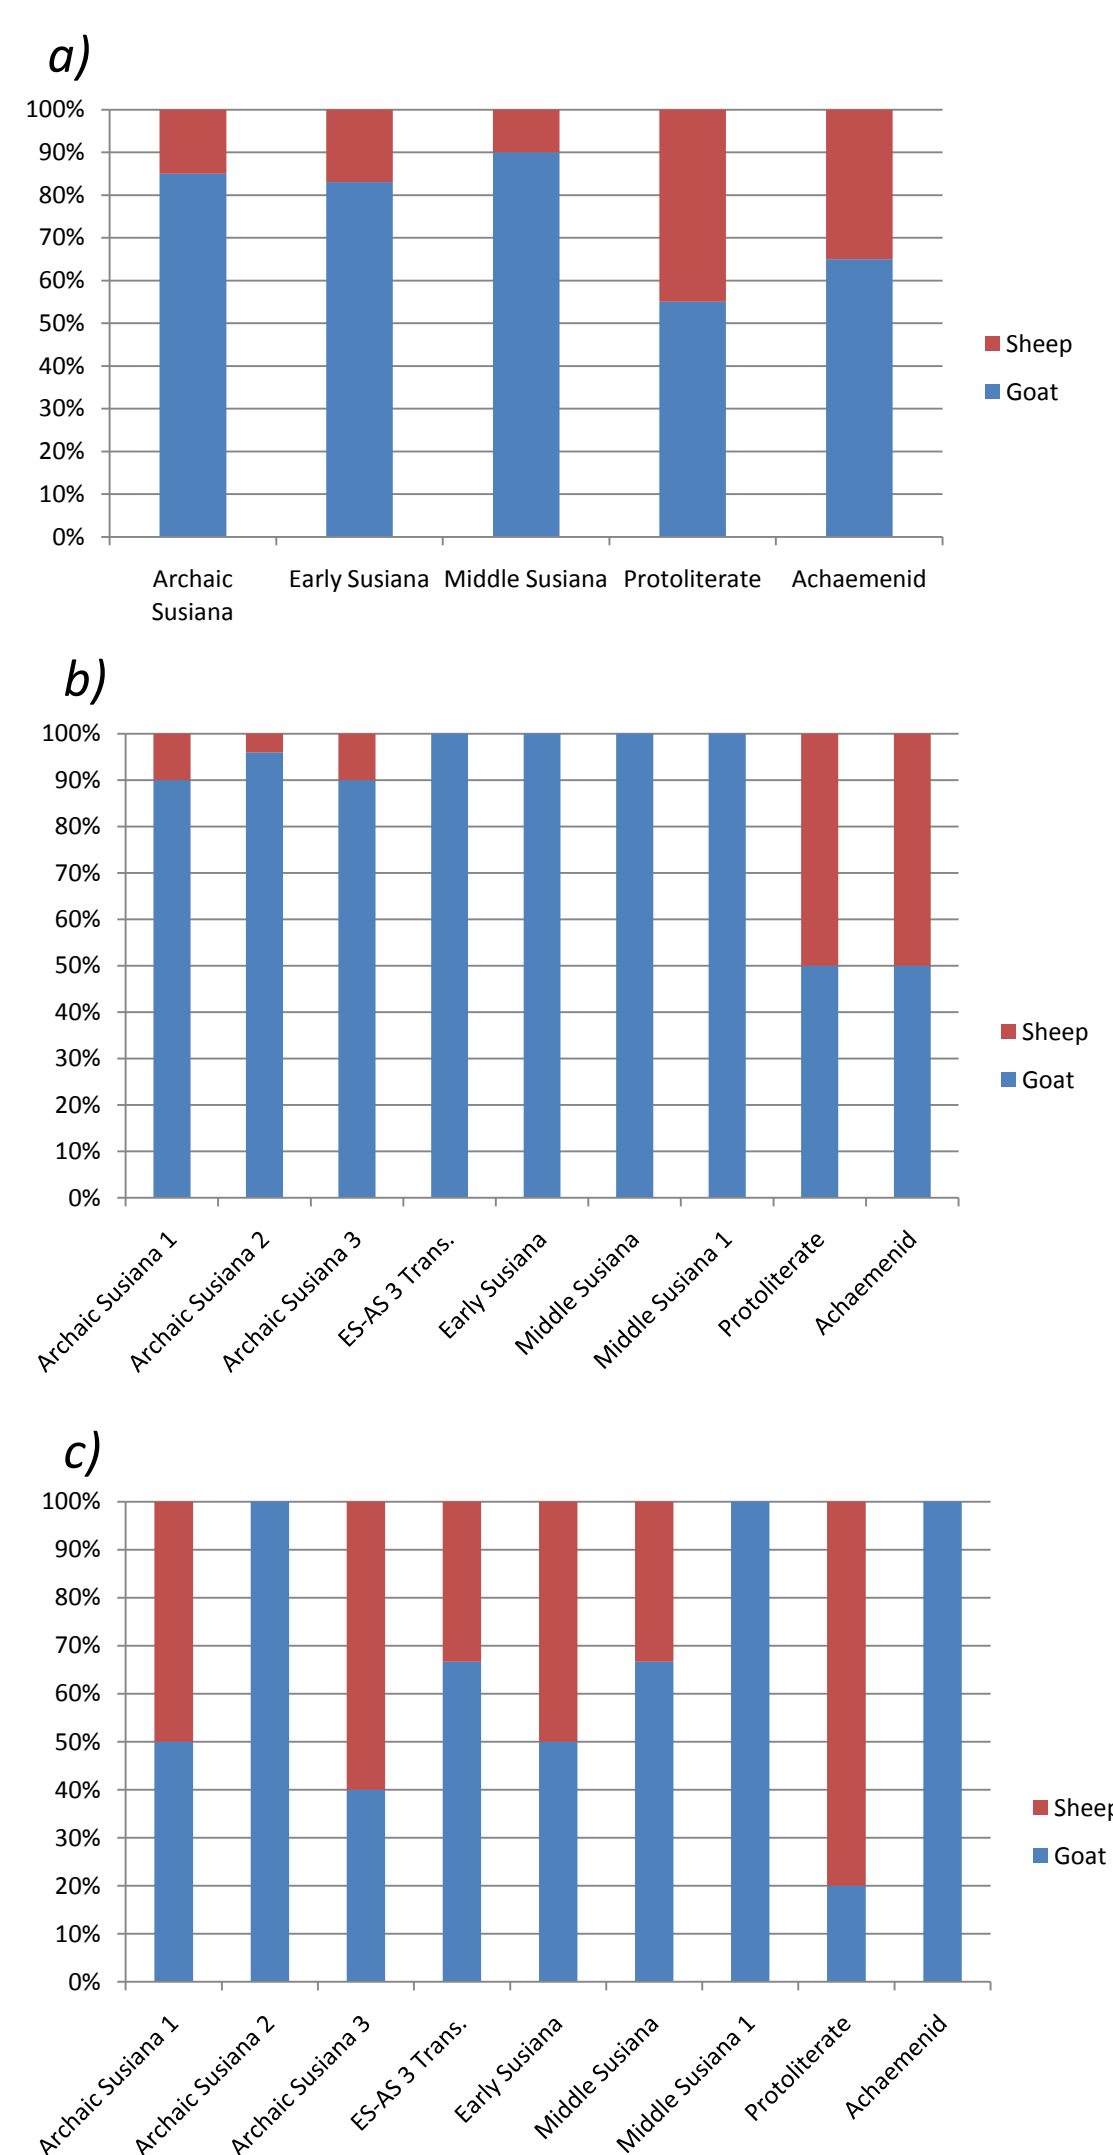 a)
100%
90%
80%
70%
60%
50%
40%
30%
20%
10%
0%
Archaic
Susiana
Early Susiana
Middle Susiana
Protoliterate
Achaemenid
Sheep
Goat
b)
100%
90%
80%
70%
60%
50%
40%
30%
20%
10%
0%
Archaic Susiana 1
Archaic Susiana 2
Archaic Susiana 3
ES-AS 3 Trans.
Early Susiana
Middle Susiana
Middle Susiana 1
Protoliterate
Achaemenid
Sheep
Goat
c)
100%
90%
80%
70%
60%
50%
40%
30%
20%
10%
0%
Archaic Susiana 1
Archaic Susiana 2
Archaic Susiana 3
ES-AS 3 Trans.
Early Susiana
Middle Susiana
Middle Susiana 1
Protoliterate
Achaemenid
Sheep
Goat